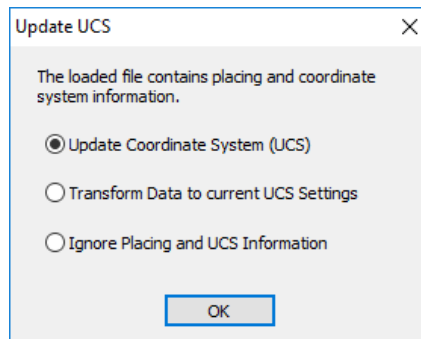 Update UCS
The loaded file contains placing and coordinate
system information.
Update Coordinate System (UCS)
Transform Data to current UCS Settings
Ignore Placing and UCS Information
OK